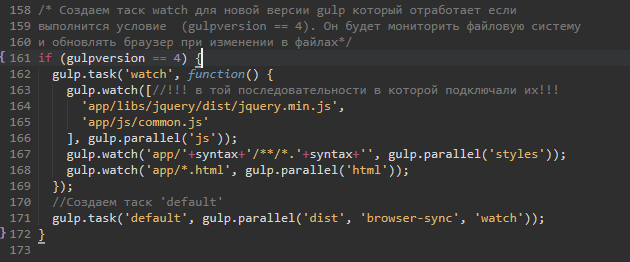 158 /* Создаем таск watch для новой версии gulp который отработает если
159 выполнится условие  (gulpversion == 4). Он будет мониторить файловую систему
160 и обновлять браузер при изменении в файлах*/
{ 161 if (gulpversion == 4) {
162   gulp.task('watch', function() {
163     gulp.watch([//!!! в той последовательности в которой подключали их!!!
164       'app/libs/jquery/dist/jquery.min.js',
165       'app/js/common.js'
166     ], gulp.parallel('js'));
167     gulp.watch('app/'+syntax+'/**/*.'+syntax+'', gulp.parallel('styles'));
168     gulp.watch('app/*.html', gulp.parallel('html'));
169   });
170   //Создаем таск 'default'
171   gulp.task('default', gulp.parallel('dist', 'browser-sync', 'watch'));
} 172 }
173